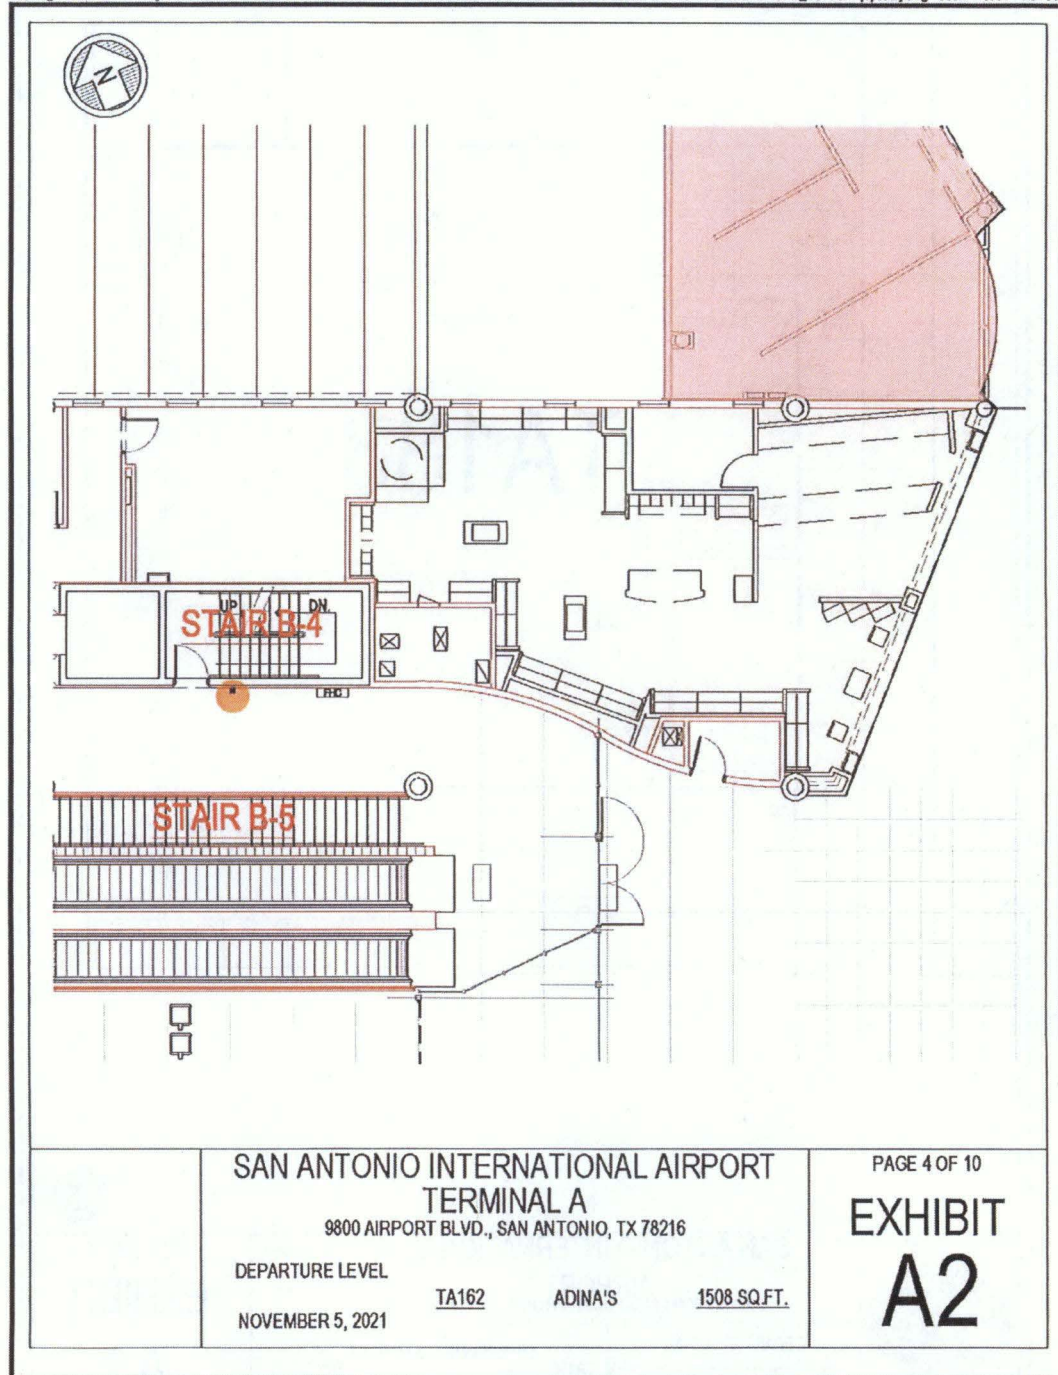 N
UP
DN.
STAIR B-4
FHC
STAIR B-5
SAN ANTONIO INTERNATIONAL AIRPORT
TERMINAL A
9800 AIRPORT BLVD., SAN ANTONIO, TX 78216
DEPARTURE LEVEL
TA162 ADINA'S 1508 SQ.FT.
NOVEMBER 5, 2021
PAGE 4 OF 10
EXHIBIT
A2